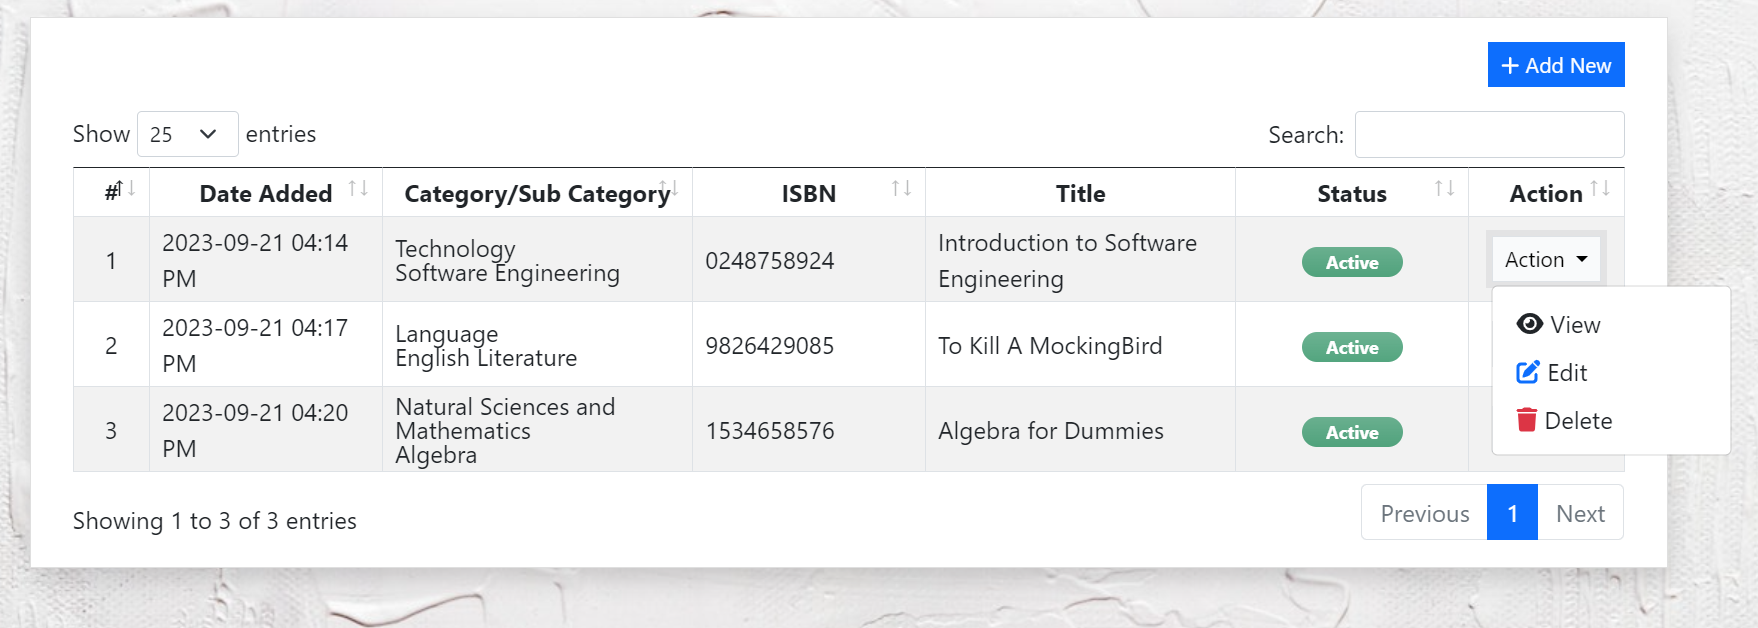 + Add New
Show 25 entries
Search:
# Date Added Category/Sub Category ISBN Title Status Action
1 2023-09-21 04:14 PM Technology Software Engineering 0248758924 Introduction to Software Engineering Active Action
2 2023-09-21 04:17 PM Language English Literature 9826429085 To Kill A MockingBird Active
3 2023-09-21 04:20 PM Natural Sciences and Mathematics Algebra 1534658576 Algebra for Dummies Active
View
Edit
Delete
Showing 1 to 3 of 3 entries
Previous 1 Next